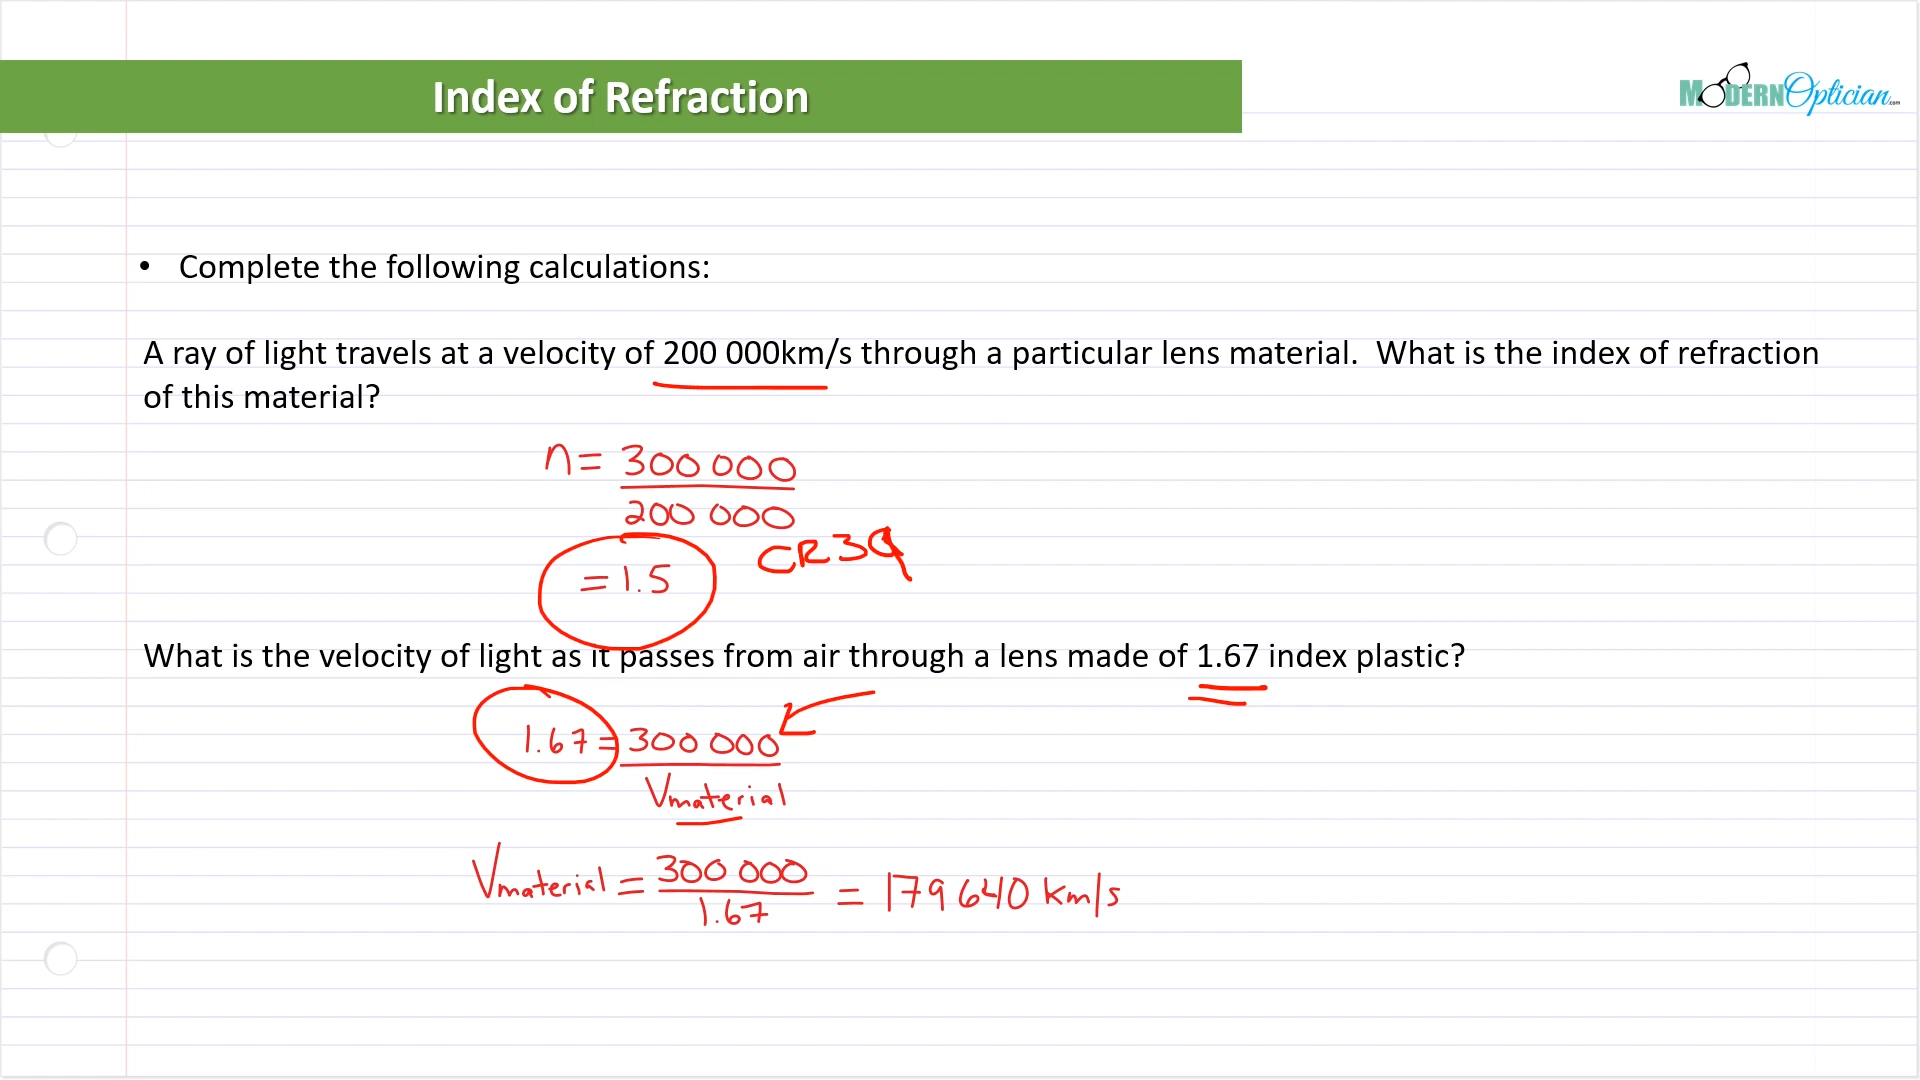 Index of Refraction
MODERNOptician.com
• Complete the following calculations:
A ray of light travels at a velocity of 200 000km/s through a particular lens material. What is the index of refraction
of this material?
n = 300 000
200 000
CR39
= 1.5
What is the velocity of light as it passes from air through a lens made of 1.67 index plastic?
1.67 = 300 000
Vmaterial
Vmaterial = 300 000 = 179 640 km/s
1.67